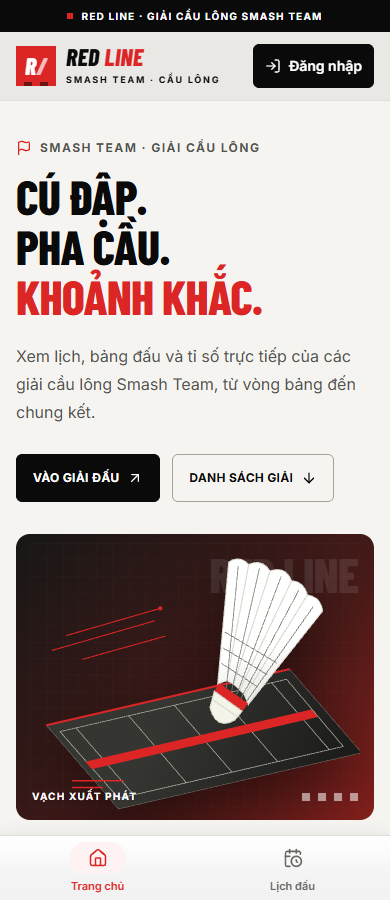 RED LINE · GIẢI CẦU LÔNG SMASH TEAM
R/
RED LINE
SMASH TEAM · CẦU LÔNG
Đăng nhập
SMASH TEAM · GIẢI CẦU LÔNG
CÚ ĐẬP.
PHA CẦU.
KHOẢNH KHẮC.
Xem lịch, bảng đấu và tỉ số trực tiếp của các
giải cầu lông Smash Team, từ vòng bảng đến
chung kết.
VÀO GIẢI ĐẤU
DANH SÁCH GIẢI
RED LINE
VẠCH XUẤT PHÁT
Trang chủ
Lịch đấu